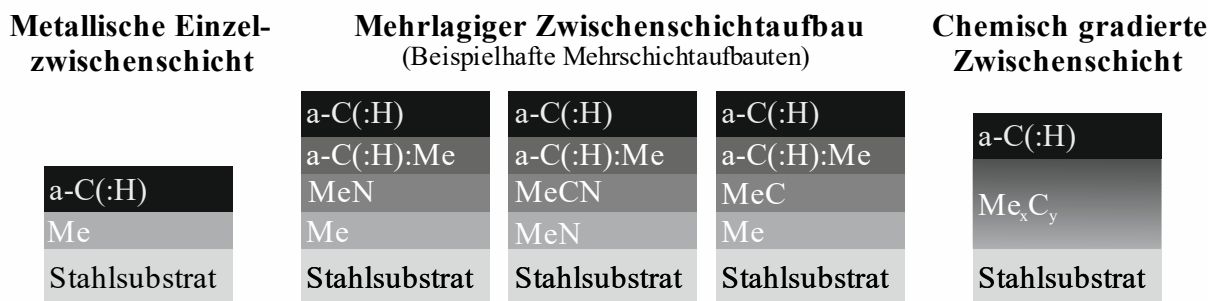 Metallische Einzel-
zwischenschicht
a-C(:H)
Me
Stahlsubstrat
Mehrlagiger Zwischenschichtaufbau
(Beispielhafte Mehrschichtaufbauten)
a-C(:H)
a-C(:H):Me
MeN
Me
Stahlsubstrat
a-C(:H)
a-C(:H):Me
MeCN
MeN
Stahlsubstrat
a-C(:H)
a-C(:H):Me
MeC
Me
Stahlsubstrat
Chemisch gradierte
Zwischenschicht
a-C(:H)
MeₓCᵧ
Stahlsubstrat